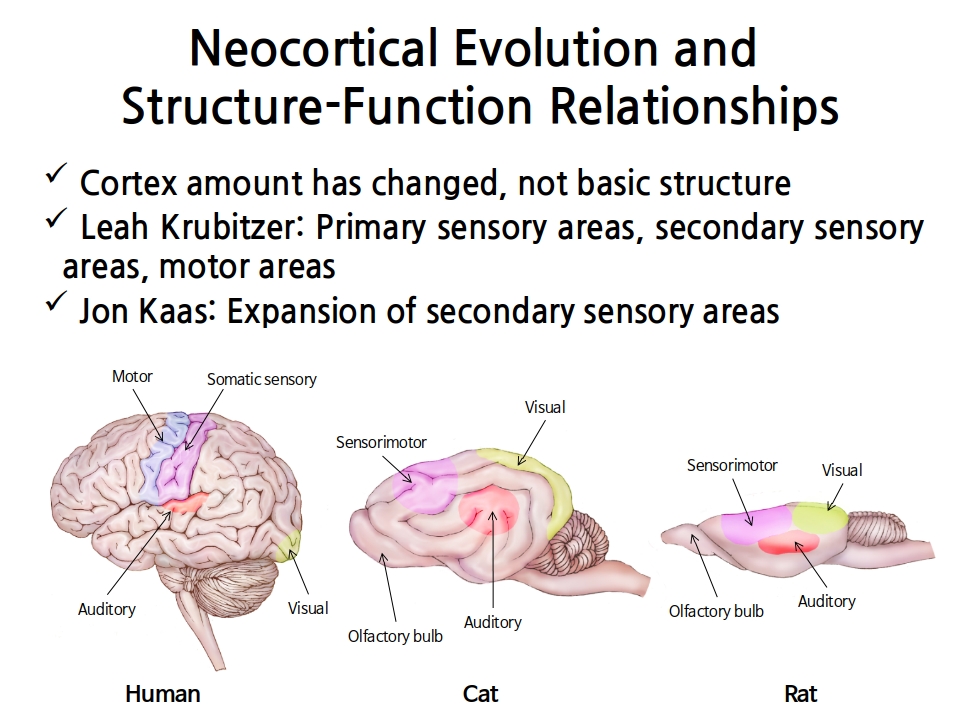 Neocortical Evolution and
Structure-Function Relationships
✓ Cortex amount has changed, not basic structure
✓ Leah Krubitzer: Primary sensory areas, secondary sensory
areas, motor areas
✓ Jon Kaas: Expansion of secondary sensory areas
Motor
Somatic sensory
Auditory
Visual
Human
Sensorimotor
Visual
Olfactory bulb
Auditory
Cat
Sensorimotor
Visual
Olfactory bulb
Auditory
Rat